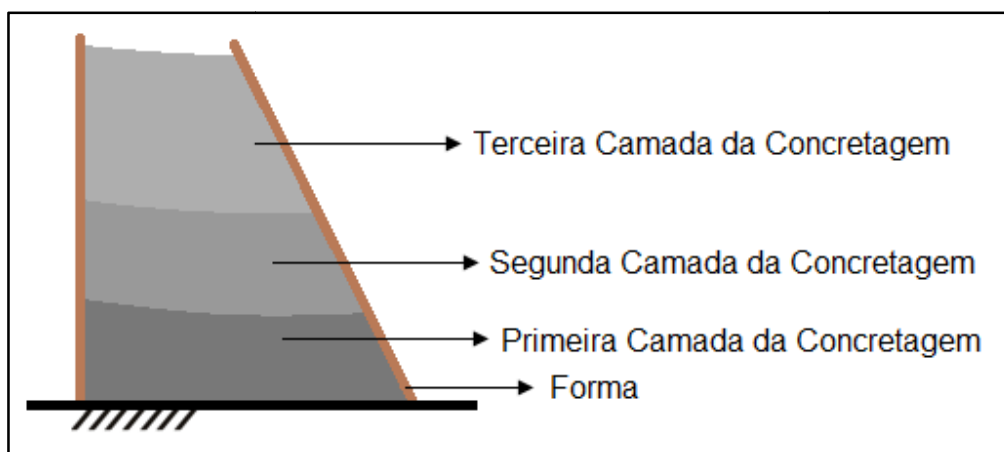 Terceira Camada da Concretagem
Segunda Camada da Concretagem
Primeira Camada da Concretagem
Forma